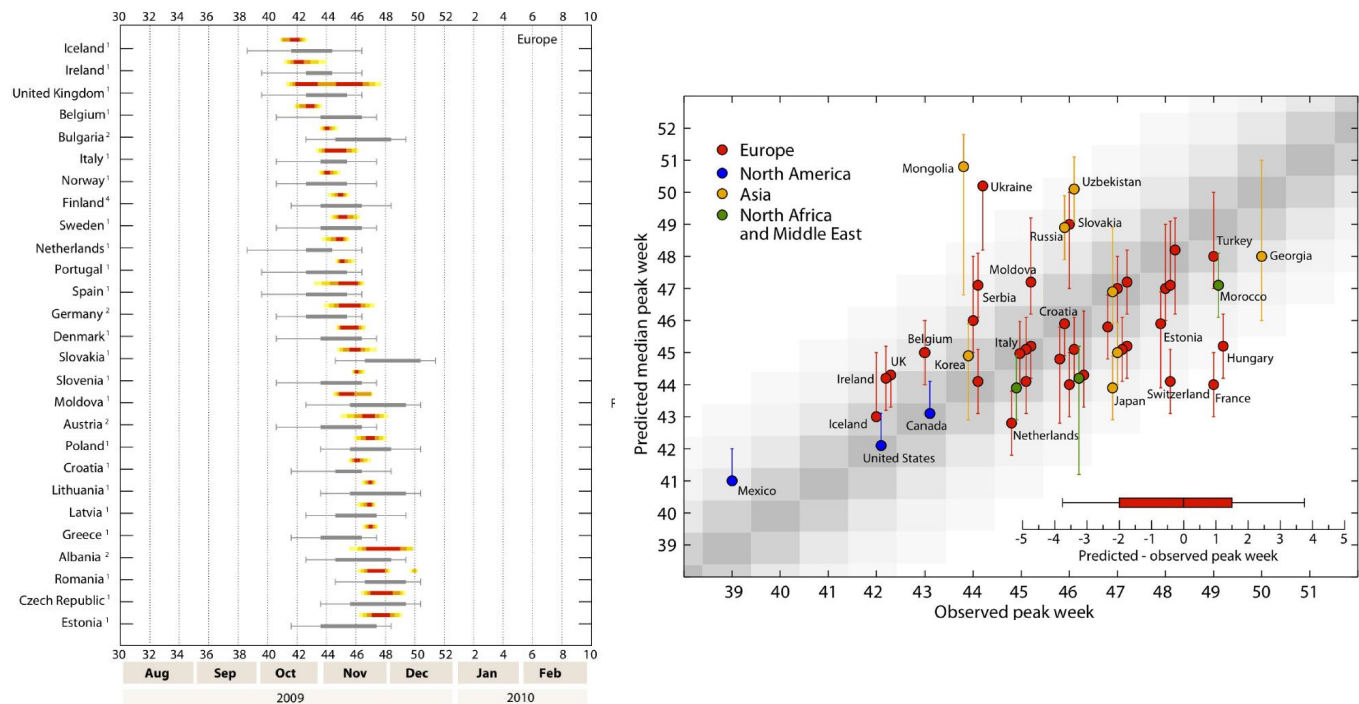 30 32 34 36 38 40 42 44 46 48 50 52 2 4 6 8 10
Europe
Iceland 1
Ireland 1
United Kingdom 1
Belgium 1
Bulgaria 2
Italy 1
Norway 1
Finland 4
Sweden 1
Netherlands 1
Portugal 1
Spain 1
Germany 2
Denmark 1
Slovakia 1
Slovenia 1
Moldova 1
Austria 2
Poland 1
Croatia 1
Lithuania 1
Latvia 1
Greece 1
Albania 2
Romania 1
Czech Republic 1
Estonia 1
30 32 34 36 38 40 42 44 46 48 50 52 2 4 6 8 10
Aug Sep Oct Nov Dec Jan Feb
2009 2010
Predicted median peak week
52
51
50
49
48
47
46
45
44
43
42
41
40
39
Europe
North America
Asia
North Africa
and Middle East
Mongolia
Ukraine
Uzbekistan
Russia
Slovakia
Moldova
Turkey
Georgia
Serbia
Morocco
Croatia
Belgium
Italy
Estonia
UK
Korea
Hungary
Ireland
Japan
Switzerland
France
Iceland
Canada
Netherlands
United States
Mexico
-5 -4 -3 -2 -1 0 1 2 3 4 5
Predicted - observed peak week
39 40 41 42 43 44 45 46 47 48 49 50 51
Observed peak week